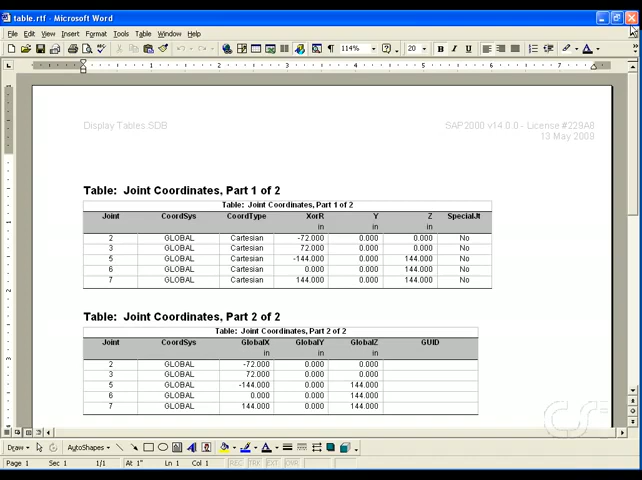 table.rtf - Microsoft Word
File Edit View Insert Format Tools Table Window Help
114% 20 B I U A
1 2 3 4 5 6 7
Display Tables.SDB SAP2000 v14.0.0 - License #229A8
13 May 2009
Table: Joint Coordinates, Part 1 of 2
Table: Joint Coordinates, Part 1 of 2
Joint CoordSys CoordType XorR Y Z SpecialJt
in in in
2 GLOBAL Cartesian -72.000 0.000 0.000 No
3 GLOBAL Cartesian 72.000 0.000 0.000 No
5 GLOBAL Cartesian -144.000 0.000 144.000 No
6 GLOBAL Cartesian 0.000 0.000 144.000 No
7 GLOBAL Cartesian 144.000 0.000 144.000 No
Table: Joint Coordinates, Part 2 of 2
Table: Joint Coordinates, Part 2 of 2
Joint CoordSys GlobalX GlobalY GlobalZ GUID
in in in
2 GLOBAL -72.000 0.000 0.000
3 GLOBAL 72.000 0.000 0.000
5 GLOBAL -144.000 0.000 144.000
6 GLOBAL 0.000 0.000 144.000
7 GLOBAL 144.000 0.000 144.000
Draw AutoShapes A
Page 1 Sec 1 1/1 At 1" Ln 1 Col 1 REC TRK EXT OVR